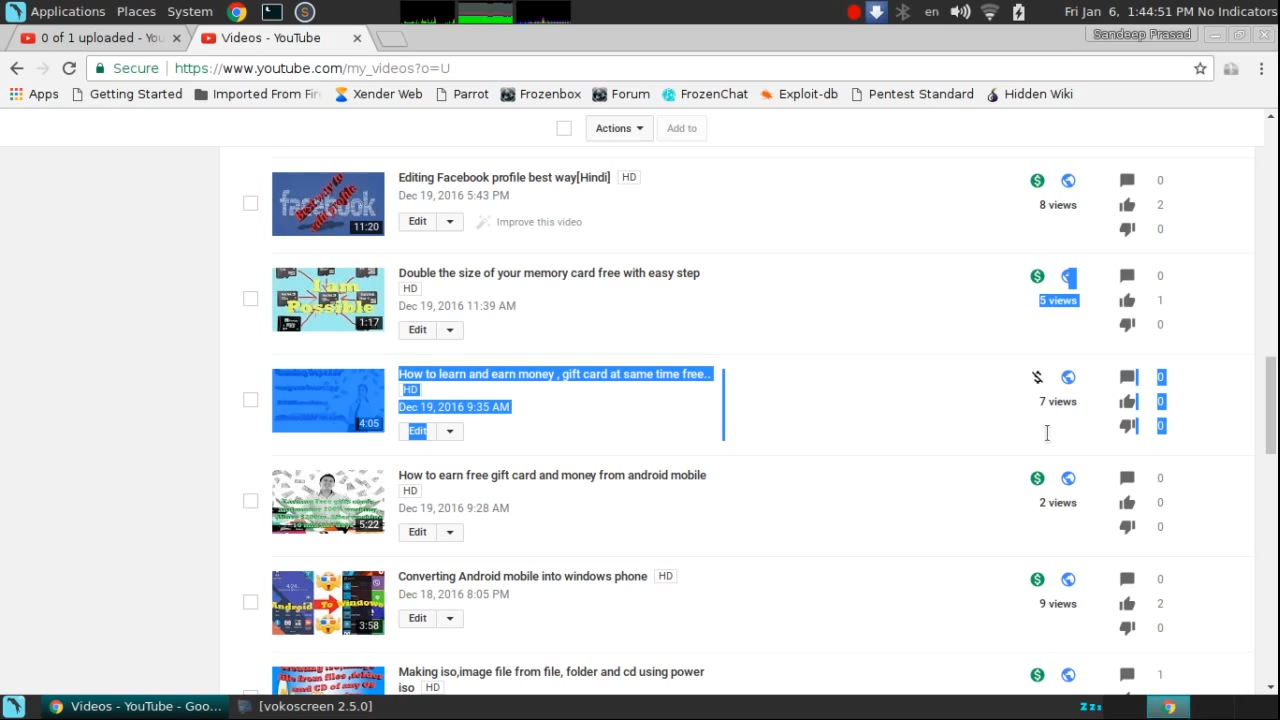 Applications Places System en Fri Jan 6, 1:44:51 PM No Indicators
0 of 1 uploaded - You Videos - YouTube Sandeep Prasad
Secure https://www.youtube.com/my_videos?o=U
Apps Getting Started Imported From Fir Xender Web Parrot Frozenbox Forum FrozenChat Exploit-db Pentest Standard Hidden Wiki
Actions Add to
Editing Facebook profile best way[Hindi] HD 0
Dec 19, 2016 5:43 PM 8 views 2
Edit Improve this video 0
facebook
11:20
Double the size of your memory card free with easy step 0
HD
Dec 19, 2016 11:39 AM 5 views 1
Edit 0
I am
Possible
1:17
How to learn and earn money , gift card at same time free.. 0
HD
Dec 19, 2016 9:35 AM 7 views 0
Edit 0
4:05
How to earn free gift card and money from android mobile 0
HD
Dec 19, 2016 9:28 AM 2 views 0
Edit 0
5:22
Converting Android mobile into windows phone HD 0
Dec 18, 2016 8:05 PM 9 views 2
Edit 0
Android To Windows
3:58
Making iso,image file from file, folder and cd using power 1
iso HD
Videos - YouTube - Goo... [vokoscreen 2.5.0] Zzz